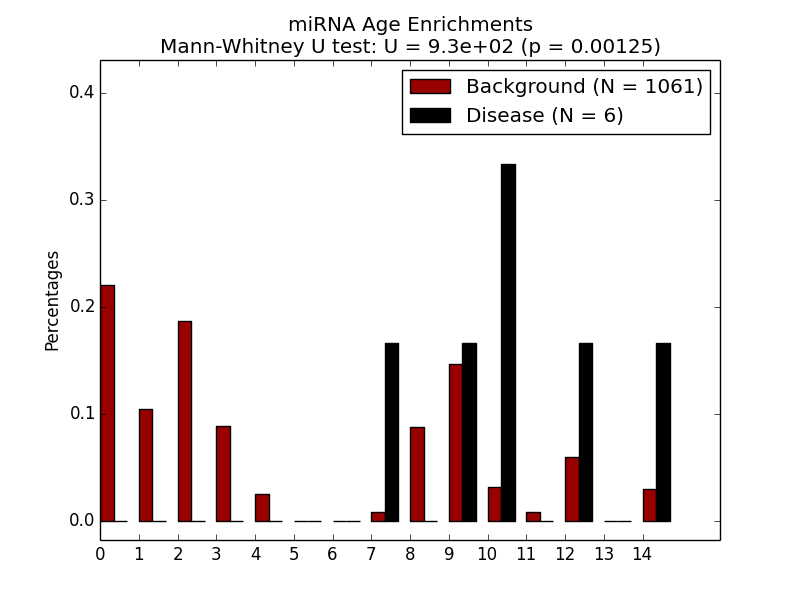 miRNA Age Enrichments
Mann-Whitney U test: U = 9.3e+02 (p = 0.00125)
Background (N = 1061)
Disease (N = 6)
Percentages
0.4
0.3
0.2
0.1
0.0
0 1 2 3 4 5 6 7 8 9 10 11 12 13 14